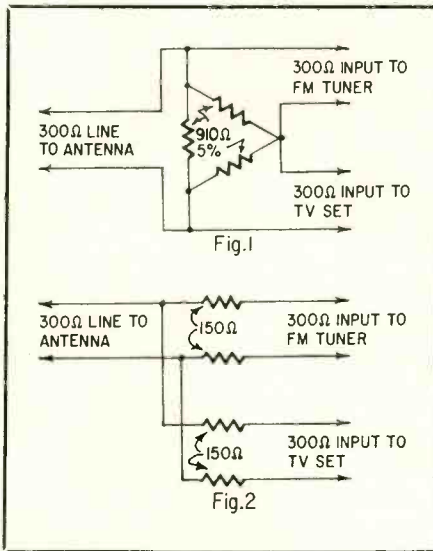 300Ω INPUT TO
FM TUNER
300Ω LINE
TO ANTENNA
910Ω
5%
300Ω INPUT TO
TV SET
Fig.1
300Ω LINE TO
ANTENNA
150Ω
300Ω INPUT TO
FM TUNER
150Ω
300Ω INPUT TO
TV SET
Fig.2